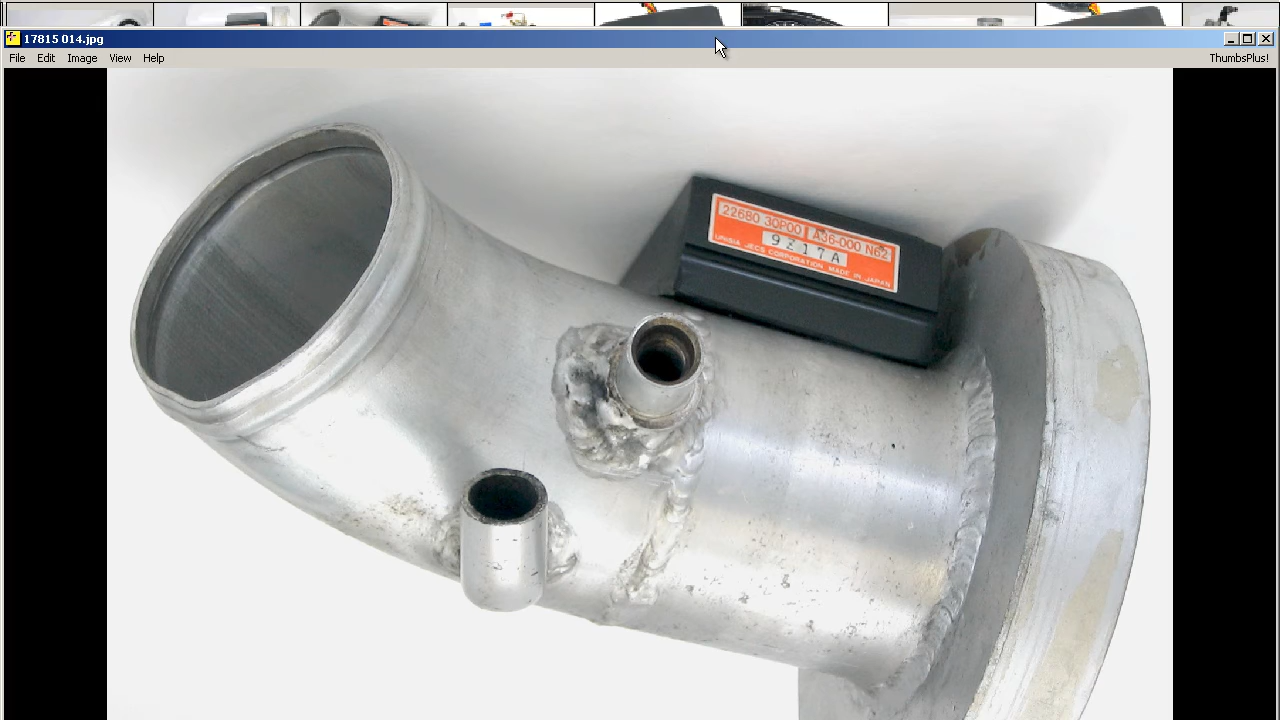 17815 014.jpg
File Edit Image View Help ThumbsPlus!
22680 30P00 A36-000 N62
9Z17A
UNISIA JECS CORPORATION MADE IN JAPAN